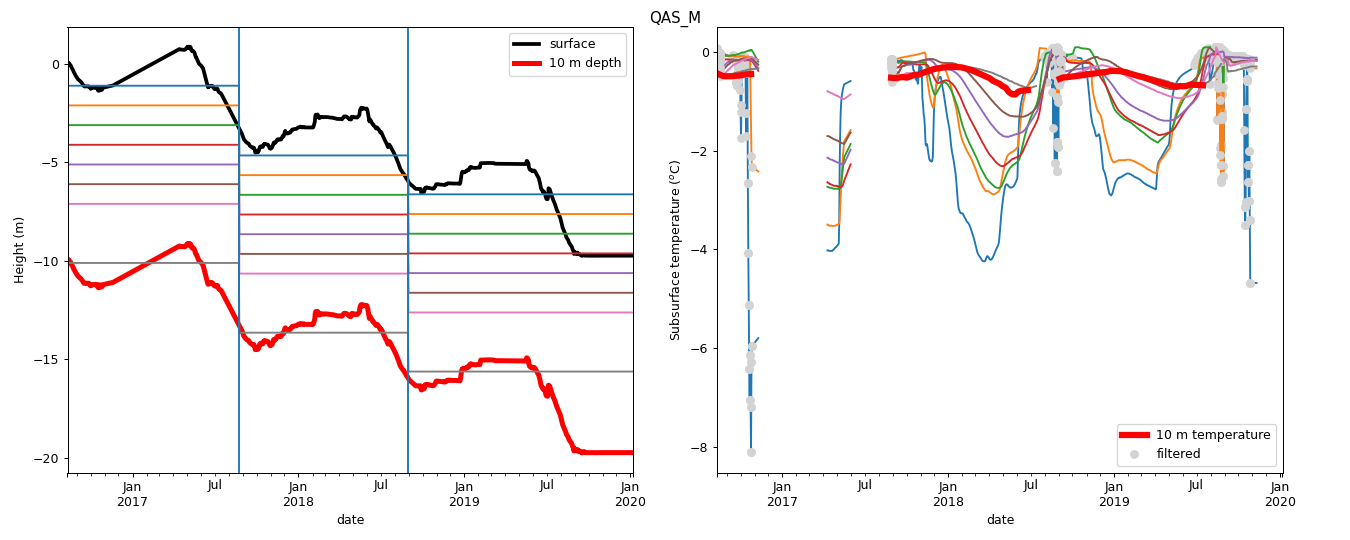 QAS_M
surface
10 m depth
Height (m)
0
−5
−10
−15
−20
Jan
2017
Jul
Jan
2018
Jul
Jan
2019
Jul
Jan
2020
date
Subsurface temperature (°C)
0
−2
−4
−6
−8
10 m temperature
filtered
Jan
2017
Jul
Jan
2018
Jul
Jan
2019
Jul
Jan
2020
date